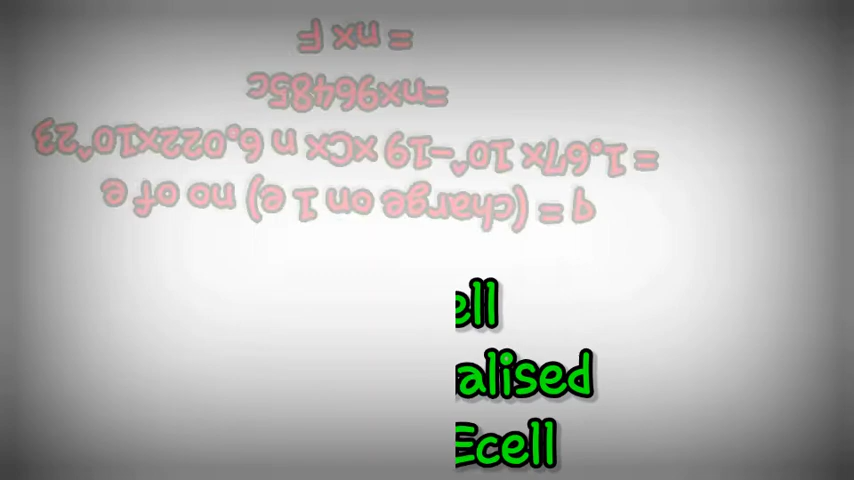 = nx F
=nx96485c
= 1.67x 10^-19 xCx n 6.022x10^23
q = (charge on 1 e) no of e
ell
alised
Ecell